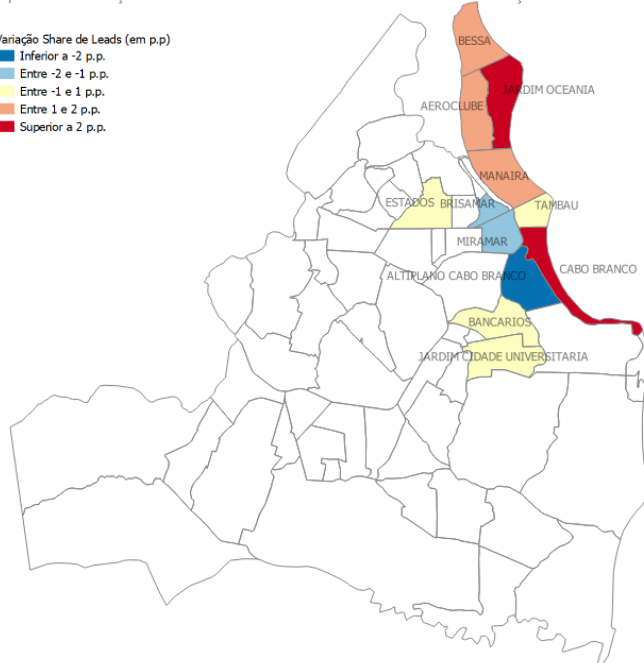 Variação Share de Leads (em p.p)
Inferior a -2 p.p.
Entre -2 e -1 p.p.
Entre -1 e 1 p.p.
Entre 1 e 2 p.p.
Superior a 2 p.p.
BESSA
JARDIM OCEANIA
AEROCLUBE
MANAIRA
ESTADOS
BRISAMAR
TAMBAU
MIRAMAR
CABO BRANCO
ALTIPLANO CABO BRANCO
BANCARIOS
JARDIM CIDADE UNIVERSITARIA